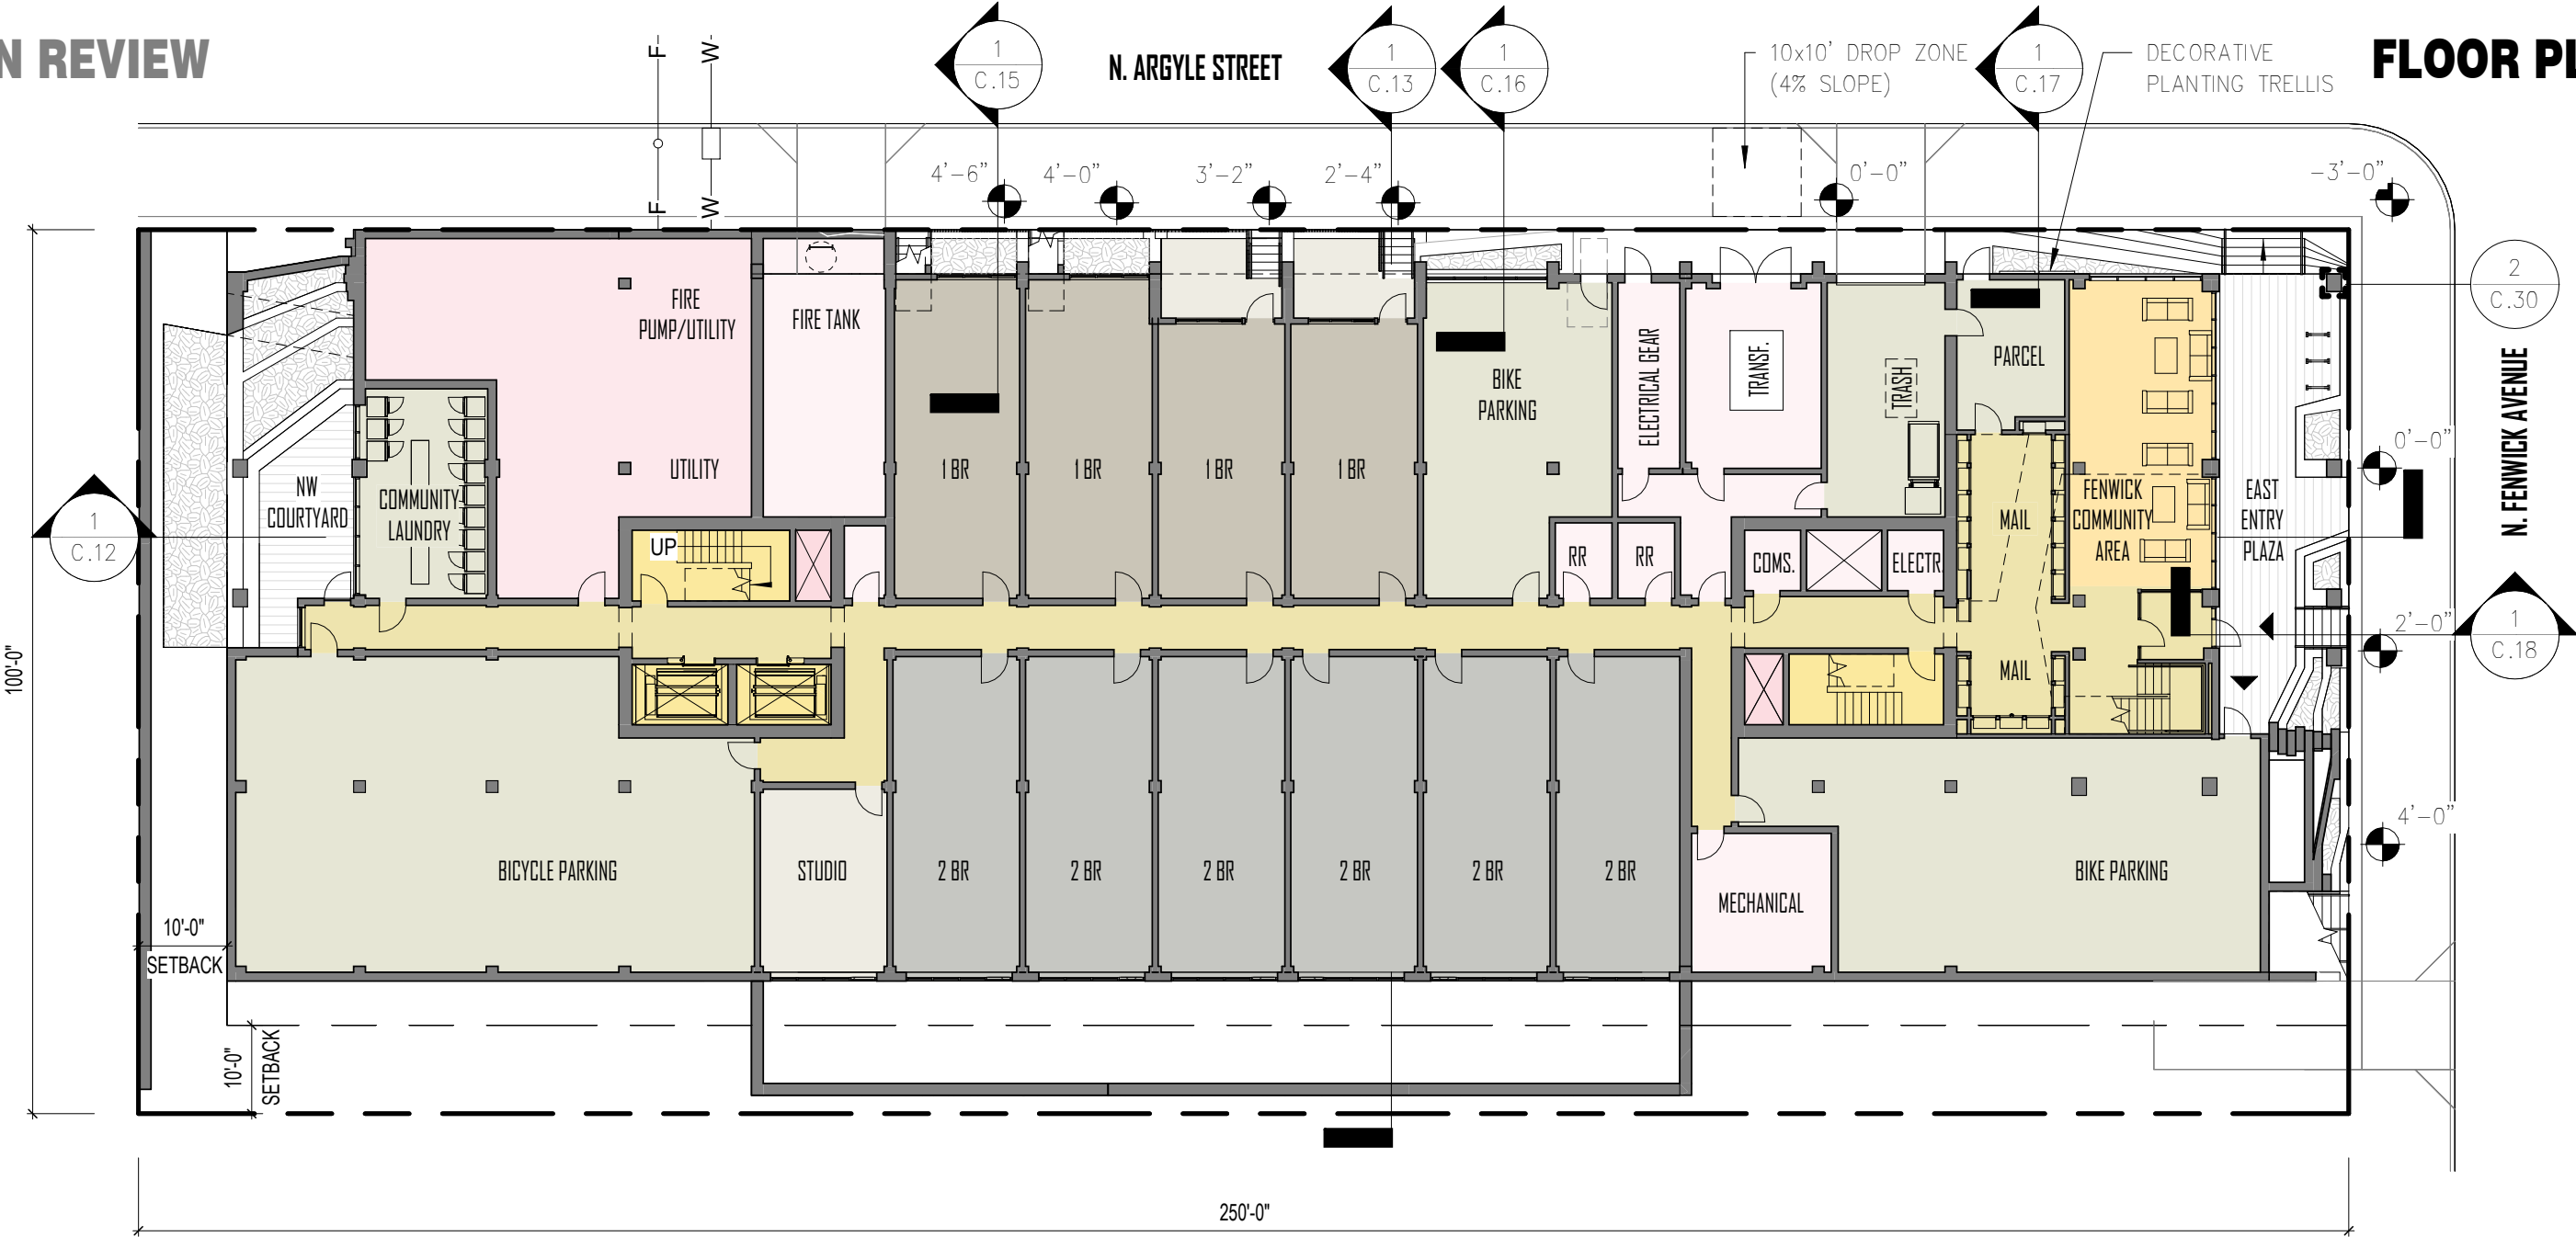 N REVIEW
F
W
1
C.15
N. ARGYLE STREET
1
C.13
1
C.16
10x10' DROP ZONE
(4% SLOPE)
1
C.17
DECORATIVE
PLANTING TRELLIS
FLOOR PL
F
W
4'-6"
4'-0"
3'-2"
2'-4"
0'-0"
-3'-0"
2
C.30
FIRE
PUMP/UTILITY
FIRE TANK
BIKE
PARKING
ELECTRICAL GEAR
TRANSF.
TRASH
PARCEL
N. FENWICK AVENUE
UTILITY
1 BR
1 BR
1 BR
1 BR
0'-0"
NW
COURTYARD
COMMUNITY
LAUNDRY
MAIL
FENWICK
COMMUNITY
AREA
EAST
ENTRY
PLAZA
1
C.12
UP
RR
RR
COMS.
ELECTR.
2'-0"
1
C.18
100'-0"
MAIL
4'-0"
BICYCLE PARKING
STUDIO
2 BR
2 BR
2 BR
2 BR
2 BR
2 BR
MECHANICAL
BIKE PARKING
10'-0"
SETBACK
10'-0"
SETBACK
250'-0"